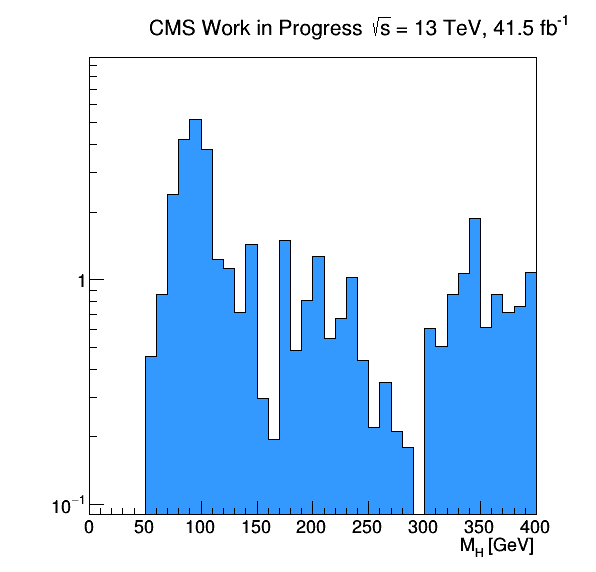 CMS Work in Progress √s = 13 TeV, 41.5 fb⁻¹
1
10⁻¹
0 50 100 150 200 250 300 350 400
M_H [GeV]